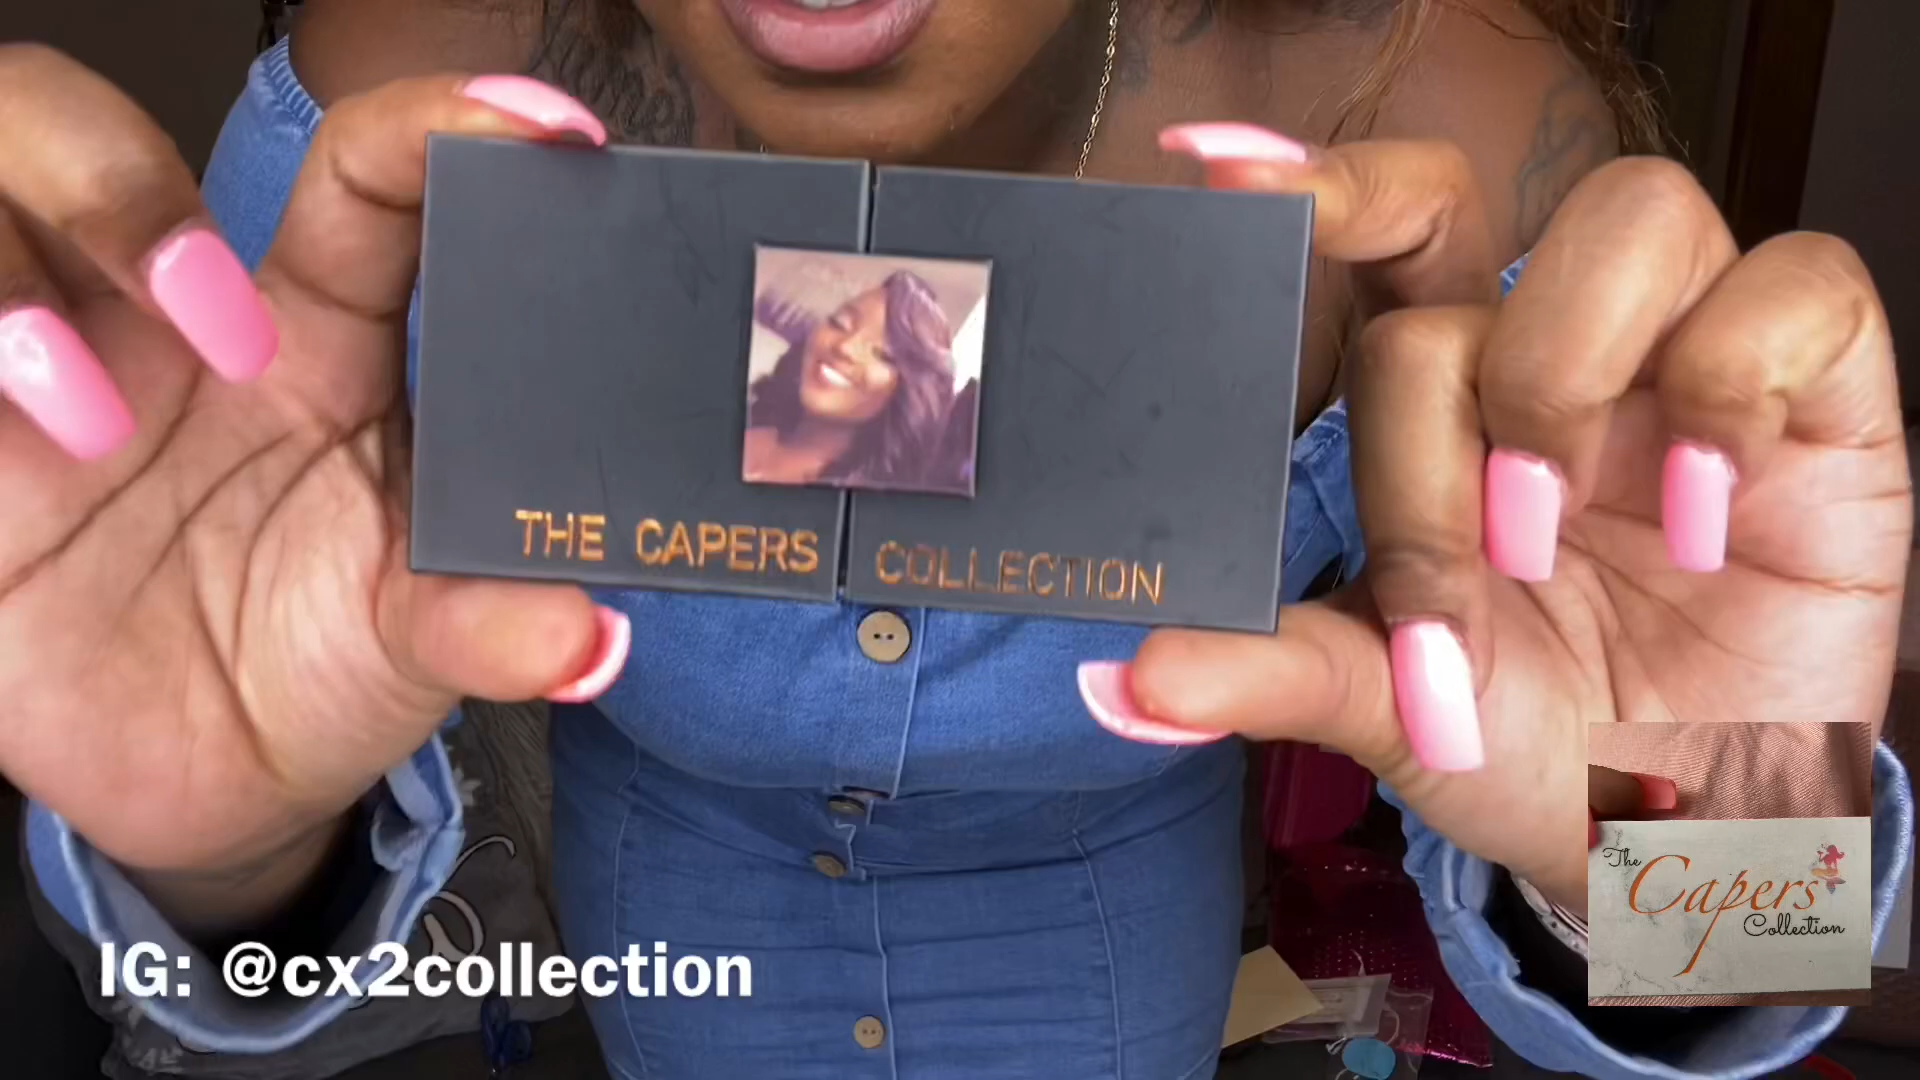 THE CAPERS COLLECTION
IG: @cx2collection
The
Capers
Collection